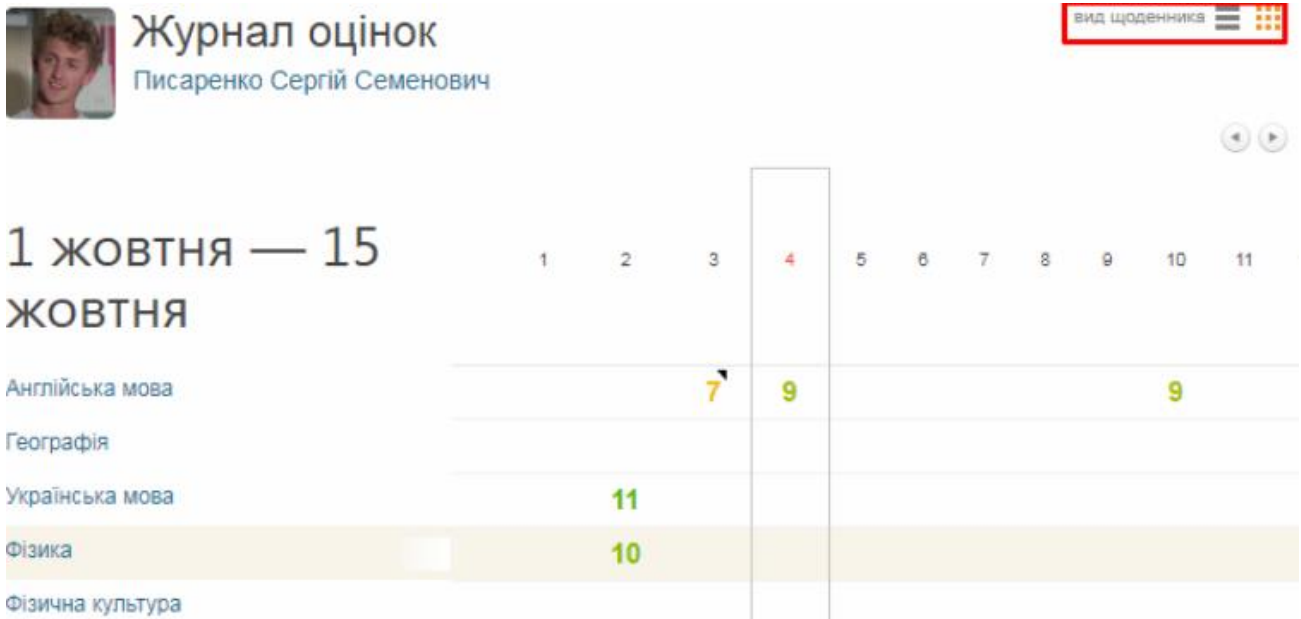 Журнал оцінок
вид щоденника
Писаренко Сергій Семенович
1 жовтня — 15
жовтня
1 2 3 4 5 6 7 8 9 10 11
Англійська мова 7 9 9
Географія
Українська мова 11
Фізика 10
Фізична культура